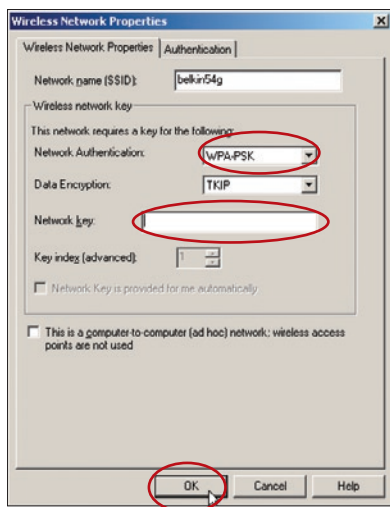 Wireless Network Properties
Wireless Network Properties Authentication
Network name (SSID): belkin54g
Wireless network key
This network requires a key for the following:
Network Authentication: WPA-PSK
Data Encryption: TKIP
Network key:
Key index (advanced): 1
Network Key is provided for me automatically
This is a computer-to-computer (ad hoc) network; wireless access
points are not used
OK Cancel Help